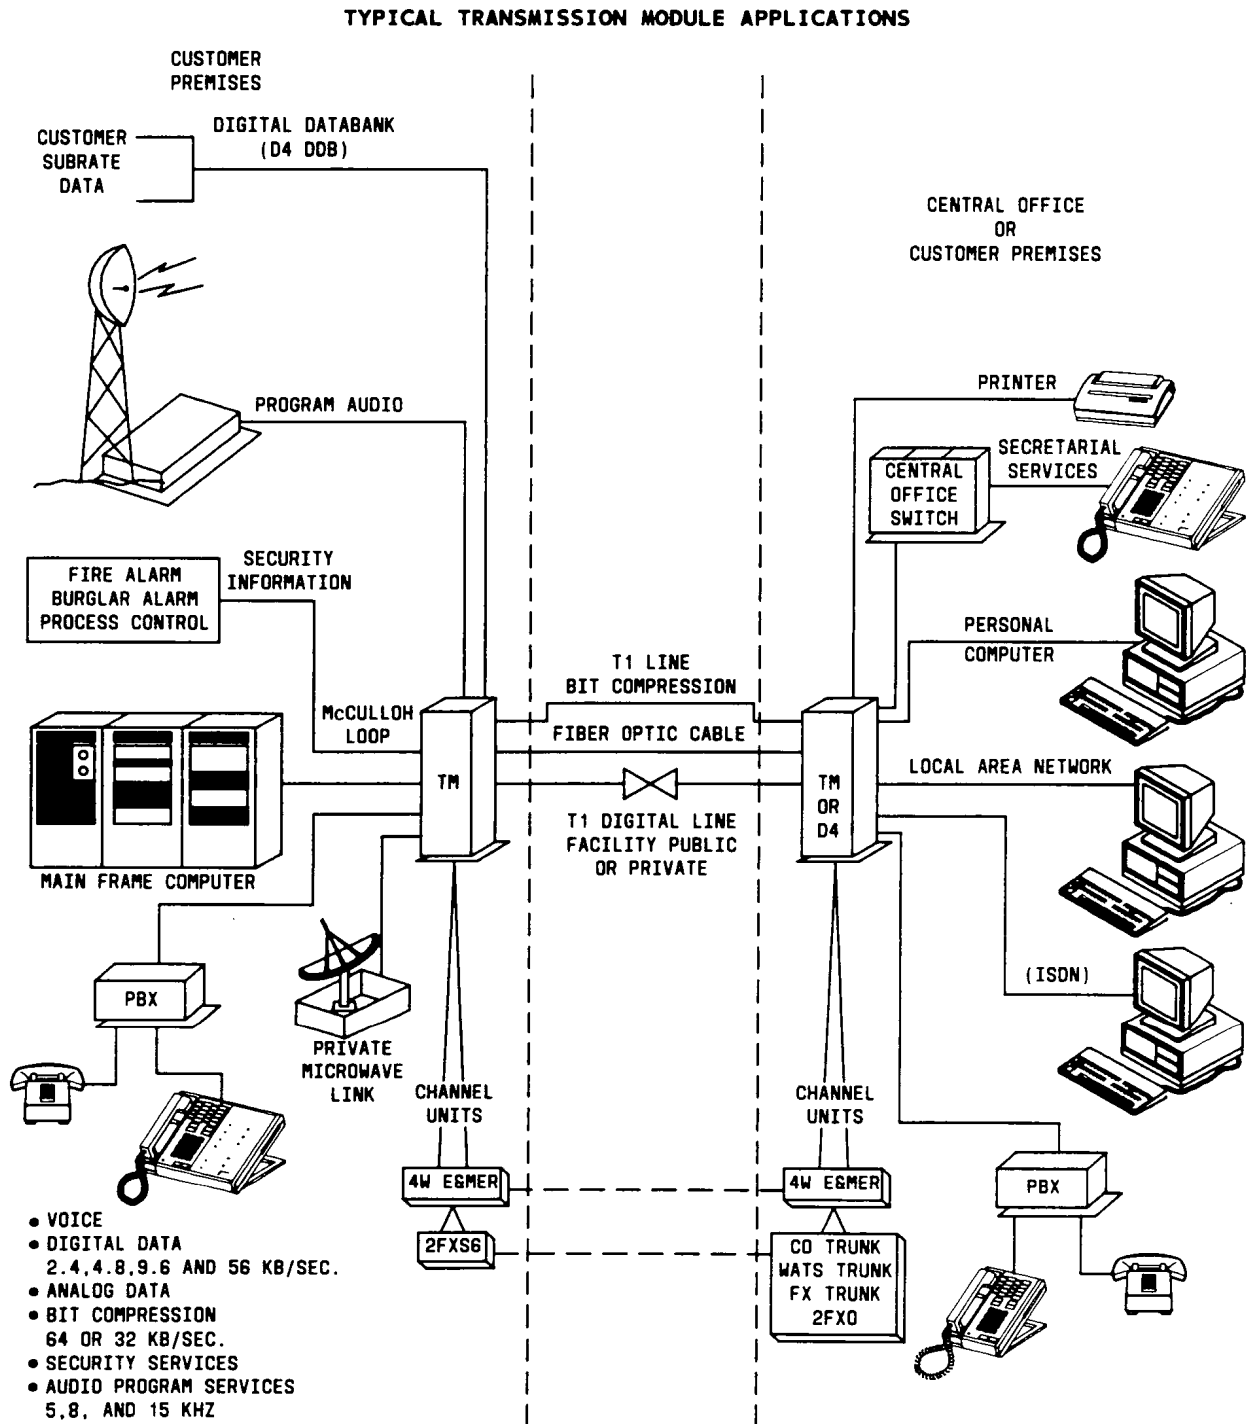 TYPICAL TRANSMISSION MODULE APPLICATIONS
CUSTOMER
PREMISES
CUSTOMER
SUBRATE
DATA
DIGITAL DATABANK
(D4 DDB)
CENTRAL OFFICE
OR
CUSTOMER PREMISES
PROGRAM AUDIO
PRINTER
CENTRAL
OFFICE
SWITCH
SECRETARIAL
SERVICES
FIRE ALARM
BURGLAR ALARM
PROCESS CONTROL
SECURITY
INFORMATION
PERSONAL
COMPUTER
McCULLOH
LOOP
T1 LINE
BIT COMPRESSION
FIBER OPTIC CABLE
TM
T1 DIGITAL LINE
FACILITY PUBLIC
OR PRIVATE
TM
OR
D4
LOCAL AREA NETWORK
MAIN FRAME COMPUTER
(ISDN)
PBX
PRIVATE
MICROWAVE
LINK
CHANNEL
UNITS
CHANNEL
UNITS
4W E&MER
4W E&MER
PBX
2FXS6
CO TRUNK
WATS TRUNK
FX TRUNK
2FXO
• VOICE
• DIGITAL DATA
2.4,4.8,9.6 AND 56 KB/SEC.
• ANALOG DATA
• BIT COMPRESSION
64 OR 32 KB/SEC.
• SECURITY SERVICES
• AUDIO PROGRAM SERVICES
5,8, AND 15 KHZ